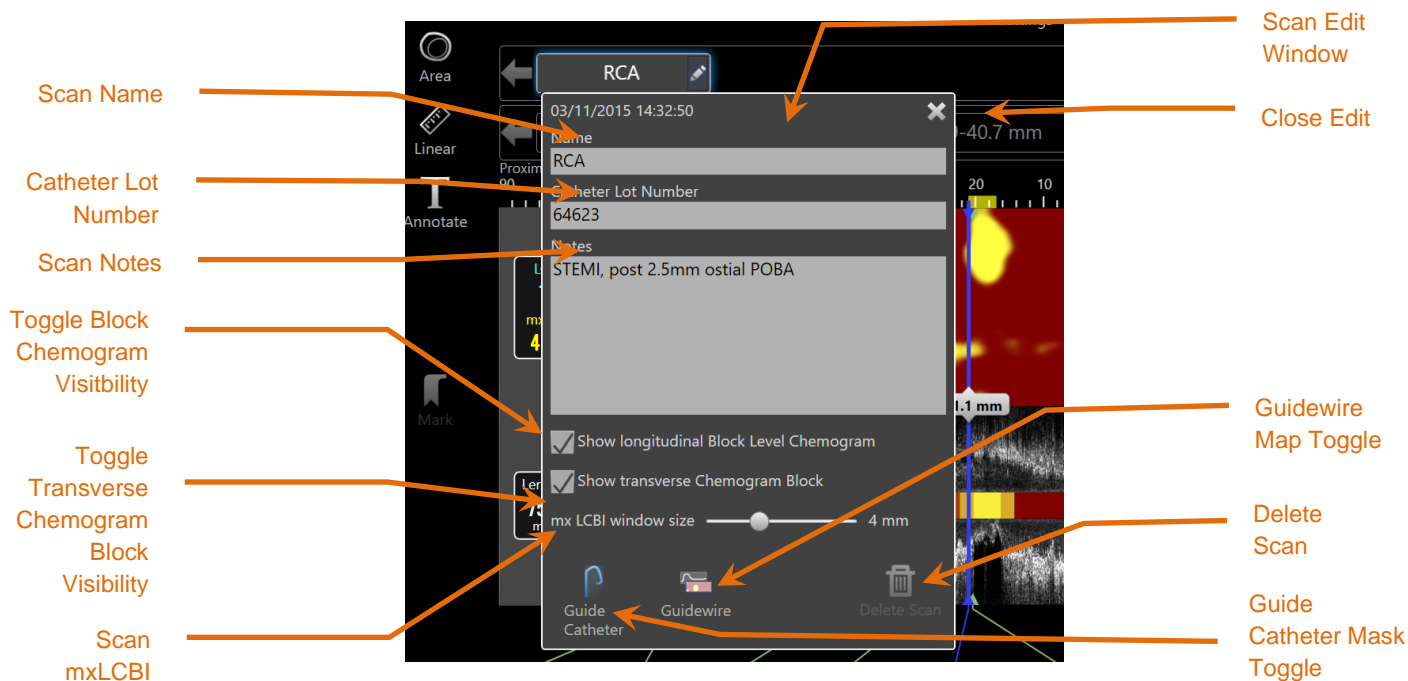 Scan Edit
Window
Area
RCA
Scan Name
03/11/2015 14:32:50
Close Edit
-40.7 mm
Linear
Name
RCA
90
20
10
Catheter Lot
Number
Catheter Lot Number
64623
Annotate
Scan Notes
Notes
STEMI, post 2.5mm ostial POBA
Toggle Block
Chemogram
Visitbility
4
Mark
.1 mm
Guidewire
Map Toggle
Show longitudinal Block Level Chemogram
Toggle
Transverse
Chemogram
Block
Visibility
Show transverse Chemogram Block
mx LCBI window size
4 mm
Delete
Scan
Guide
Catheter
Guidewire
Delete Scan
Guide
Catheter Mask
Toggle
Scan
mxLCBI